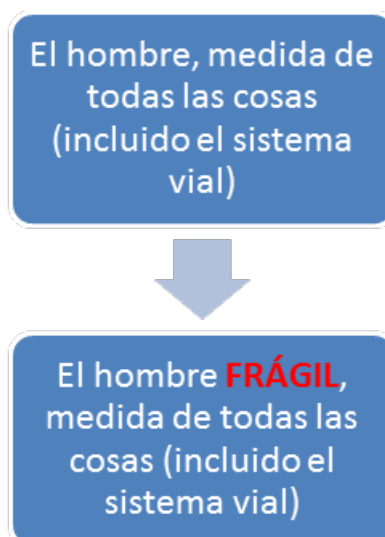 El hombre, medida de
todas las cosas
(incluido el sistema
vial)
El hombre FRÁGIL,
medida de todas las
cosas (incluido el
sistema vial)